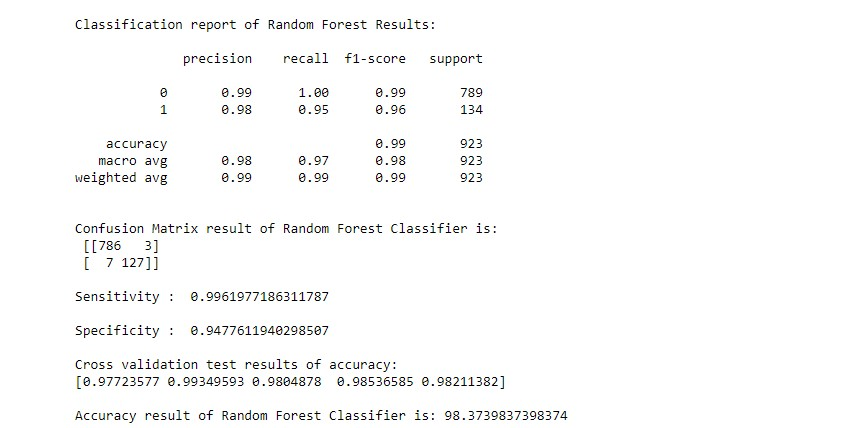 Classification report of Random Forest Results:
precision recall f1-score support
0 0.99 1.00 0.99 789
1 0.98 0.95 0.96 134
accuracy 0.99 923
macro avg 0.98 0.97 0.98 923
weighted avg 0.99 0.99 0.99 923
Confusion Matrix result of Random Forest Classifier is:
[[786 3]
[ 7 127]]
Sensitivity : 0.9961977186311787
Specificity : 0.9477611940298507
Cross validation test results of accuracy:
[0.97723577 0.99349593 0.9804878 0.98536585 0.98211382]
Accuracy result of Random Forest Classifier is: 98.3739837398374